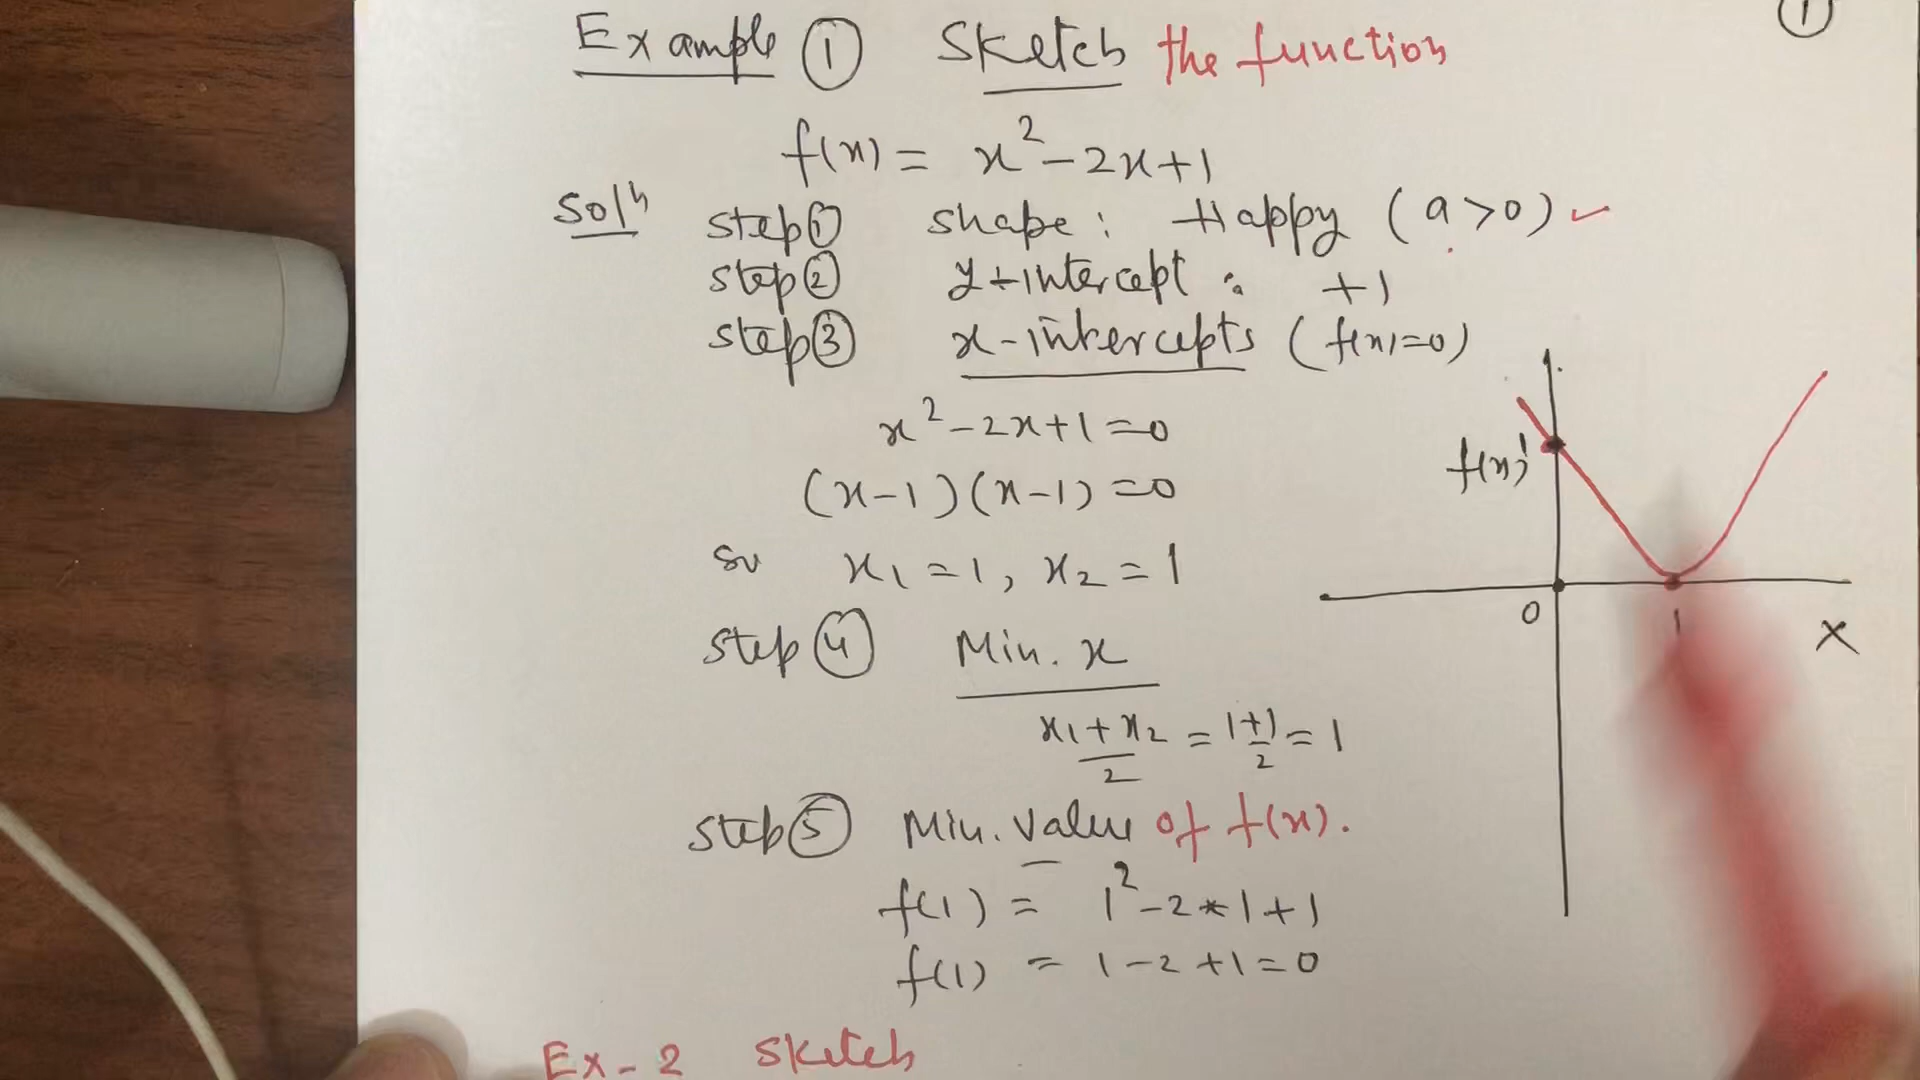 ①
Example ① Sketch the function
f(x) = x² - 2x + 1
Solⁿ
step① shape : Happy (a > 0) ✓
step② y-intercept : +1
step③ x-intercepts (f(x)=0)
x² - 2x + 1 = 0
(x-1)(x-1) = 0
so x₁ = 1, x₂ = 1
step④ Min. x
x₁+x₂/2 = 1+1/2 = 1
step⑤ Min. Value of f(x).
f(1) = 1² - 2*1 + 1
f(1) = 1 - 2 + 1 = 0
Ex-2 sketch
f(x)
1
0
1
X